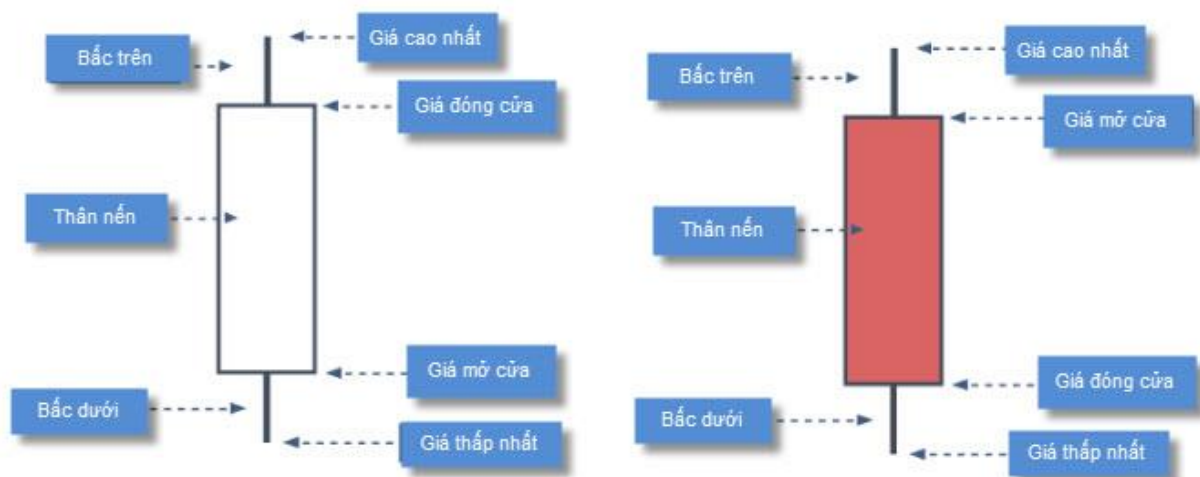 Giá cao nhất
Bấc trên
Giá đóng cửa
Thân nến
Giá mở cửa
Bấc dưới
Giá thấp nhất
Giá cao nhất
Bấc trên
Giá mở cửa
Thân nến
Giá đóng cửa
Bấc dưới
Giá thấp nhất